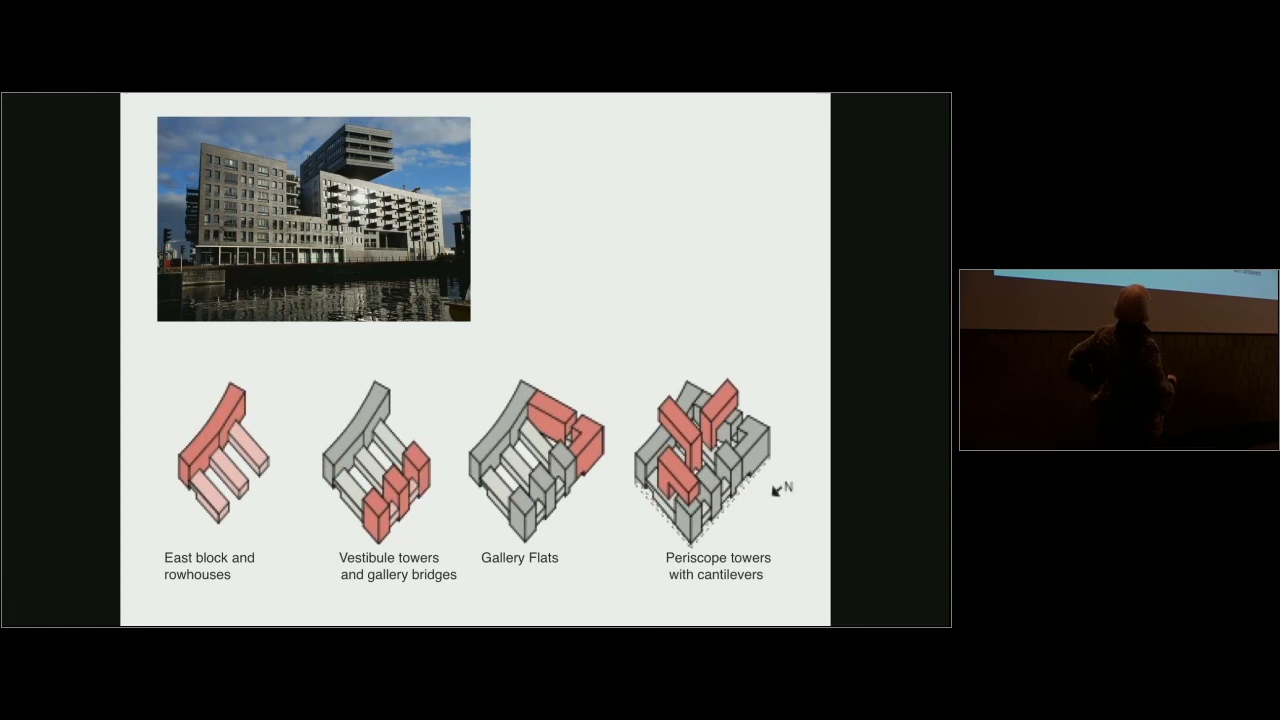 East block and
rowhouses
Vestibule towers
and gallery bridges
Gallery Flats
Periscope towers
with cantilevers
N